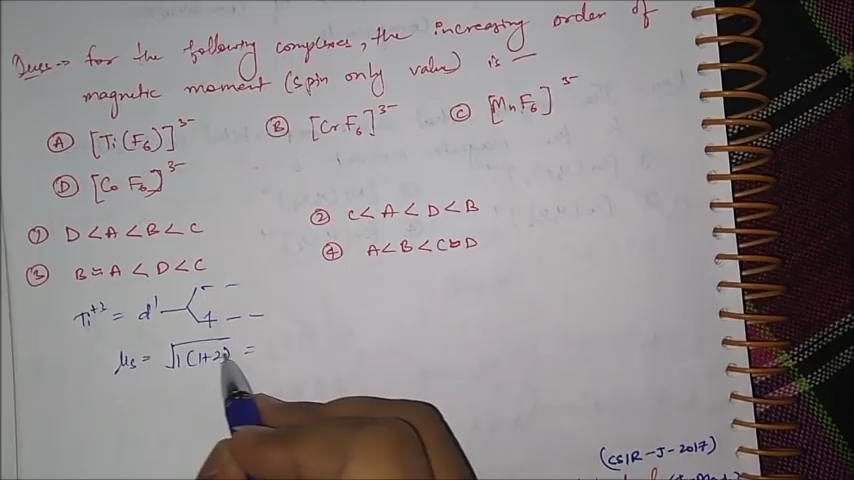 Ques → for the following complexes, the increasing order of
magnetic moment (spin only value) is —
Ⓐ [Ti(F6)]3-  Ⓑ [CrF6]3-  Ⓒ [MnF6]3-
Ⓓ [CoF6]3-
① D < A < B < C  ② C < A < D < B
③ B ≈ A < D < C  ④ A < B < C ≈ D
Ti+3 = d1
μs = √1(1+2) =
(CSIR-J-2017)